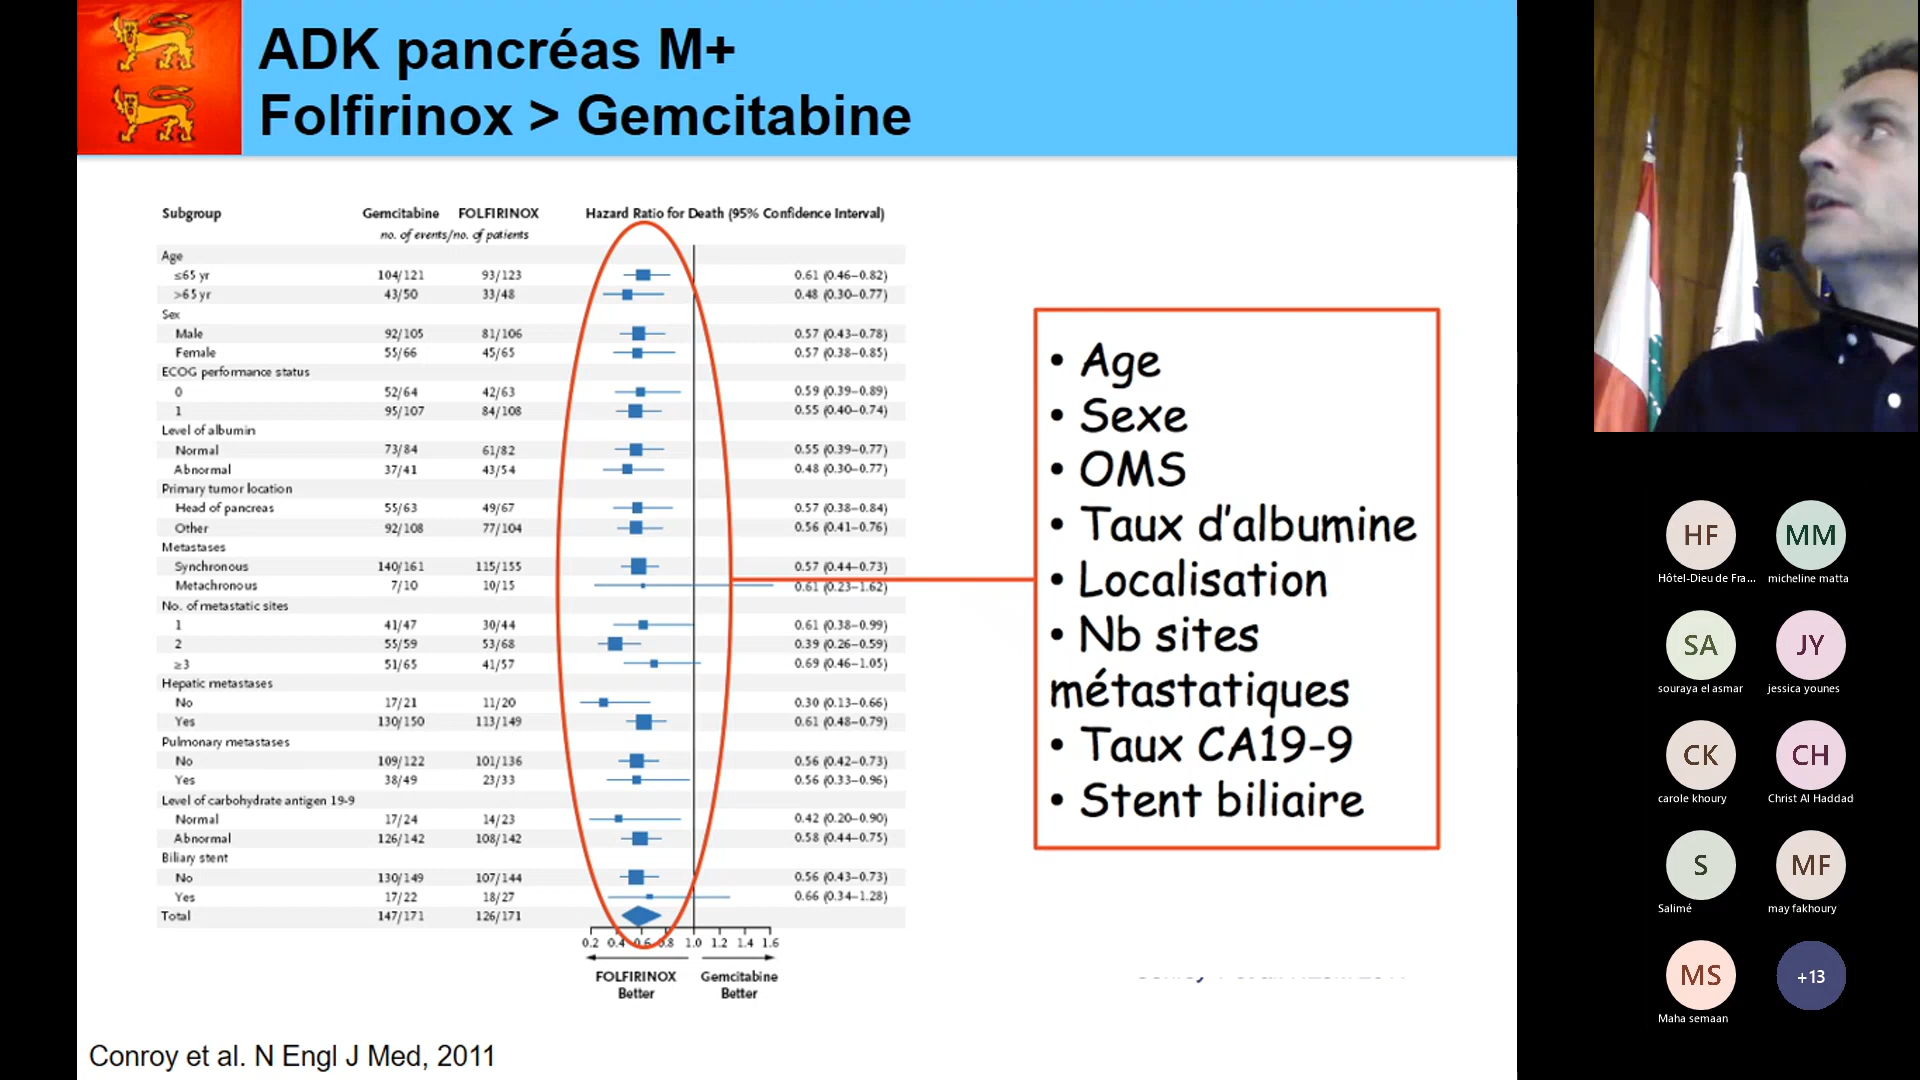 ADK pancréas M+
Folfirinox > Gemcitabine
Subgroup Gemcitabine FOLFIRINOX Hazard Ratio for Death (95% Confidence Interval)
no. of events/no. of patients
Age
≤65 yr 104/121 93/123 0.61 (0.46–0.82)
>65 yr 43/50 33/48 0.48 (0.30–0.77)
Sex
Male 92/105 81/106 0.57 (0.43–0.78)
Female 55/66 45/65 0.57 (0.38–0.85)
ECOG performance status
0 52/64 42/63 0.59 (0.39–0.89)
1 95/107 84/108 0.55 (0.40–0.74)
Level of albumin
Normal 73/84 61/82 0.55 (0.39–0.77)
Abnormal 37/41 43/54 0.48 (0.30–0.77)
Primary tumor location
Head of pancreas 55/63 49/67 0.57 (0.38–0.84)
Other 92/108 77/104 0.56 (0.41–0.76)
Metastases
Synchronous 140/161 115/155 0.57 (0.44–0.73)
Metachronous 7/10 10/15 0.61 (0.23–1.62)
No. of metastatic sites
1 41/47 30/44 0.61 (0.38–0.99)
2 55/59 53/68 0.39 (0.26–0.59)
≥3 51/65 41/57 0.69 (0.46–1.05)
Hepatic metastases
No 17/21 11/20 0.30 (0.13–0.66)
Yes 130/150 113/149 0.61 (0.48–0.79)
Pulmonary metastases
No 109/122 101/136 0.56 (0.42–0.73)
Yes 38/49 23/33 0.56 (0.33–0.96)
Level of carbohydrate antigen 19-9
Normal 17/24 14/23 0.42 (0.20–0.90)
Abnormal 126/142 108/142 0.58 (0.44–0.75)
Biliary stent
No 130/149 107/144 0.56 (0.43–0.73)
Yes 17/22 18/27 0.66 (0.34–1.28)
Total 147/171 126/171
0.2 0.4 0.6 0.8 1.0 1.2 1.4 1.6
FOLFIRINOX Gemcitabine
Better Better
• Age
• Sexe
• OMS
• Taux d’albumine
• Localisation
• Nb sites
métastatiques
• Taux CA19-9
• Stent biliaire
Conroy et al. N Engl J Med, 2011
HF MM
Hôtel-Dieu de Fra... micheline matta
SA JY
souraya el asmar jessica younes
CK CH
carole khoury Christ Al Haddad
S MF
Salimé may fakhoury
MS +13
Maha semaan